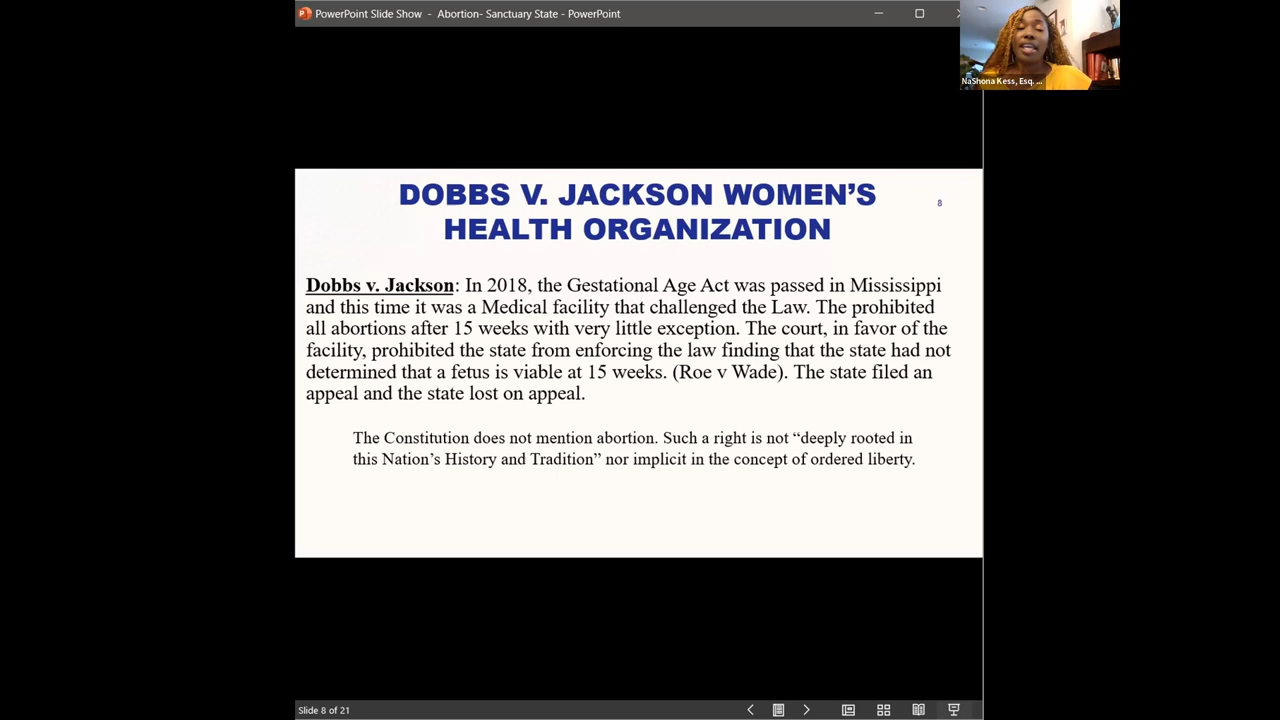 PowerPoint Slide Show - Abortion- Sanctuary State - PowerPoint
NaShona Kess, Esq. ...
DOBBS V. JACKSON WOMEN’S
HEALTH ORGANIZATION
8
Dobbs v. Jackson: In 2018, the Gestational Age Act was passed in Mississippi
and this time it was a Medical facility that challenged the Law. The prohibited
all abortions after 15 weeks with very little exception. The court, in favor of the
facility, prohibited the state from enforcing the law finding that the state had not
determined that a fetus is viable at 15 weeks. (Roe v Wade). The state filed an
appeal and the state lost on appeal.
The Constitution does not mention abortion. Such a right is not “deeply rooted in
this Nation’s History and Tradition” nor implicit in the concept of ordered liberty.
Slide 8 of 21